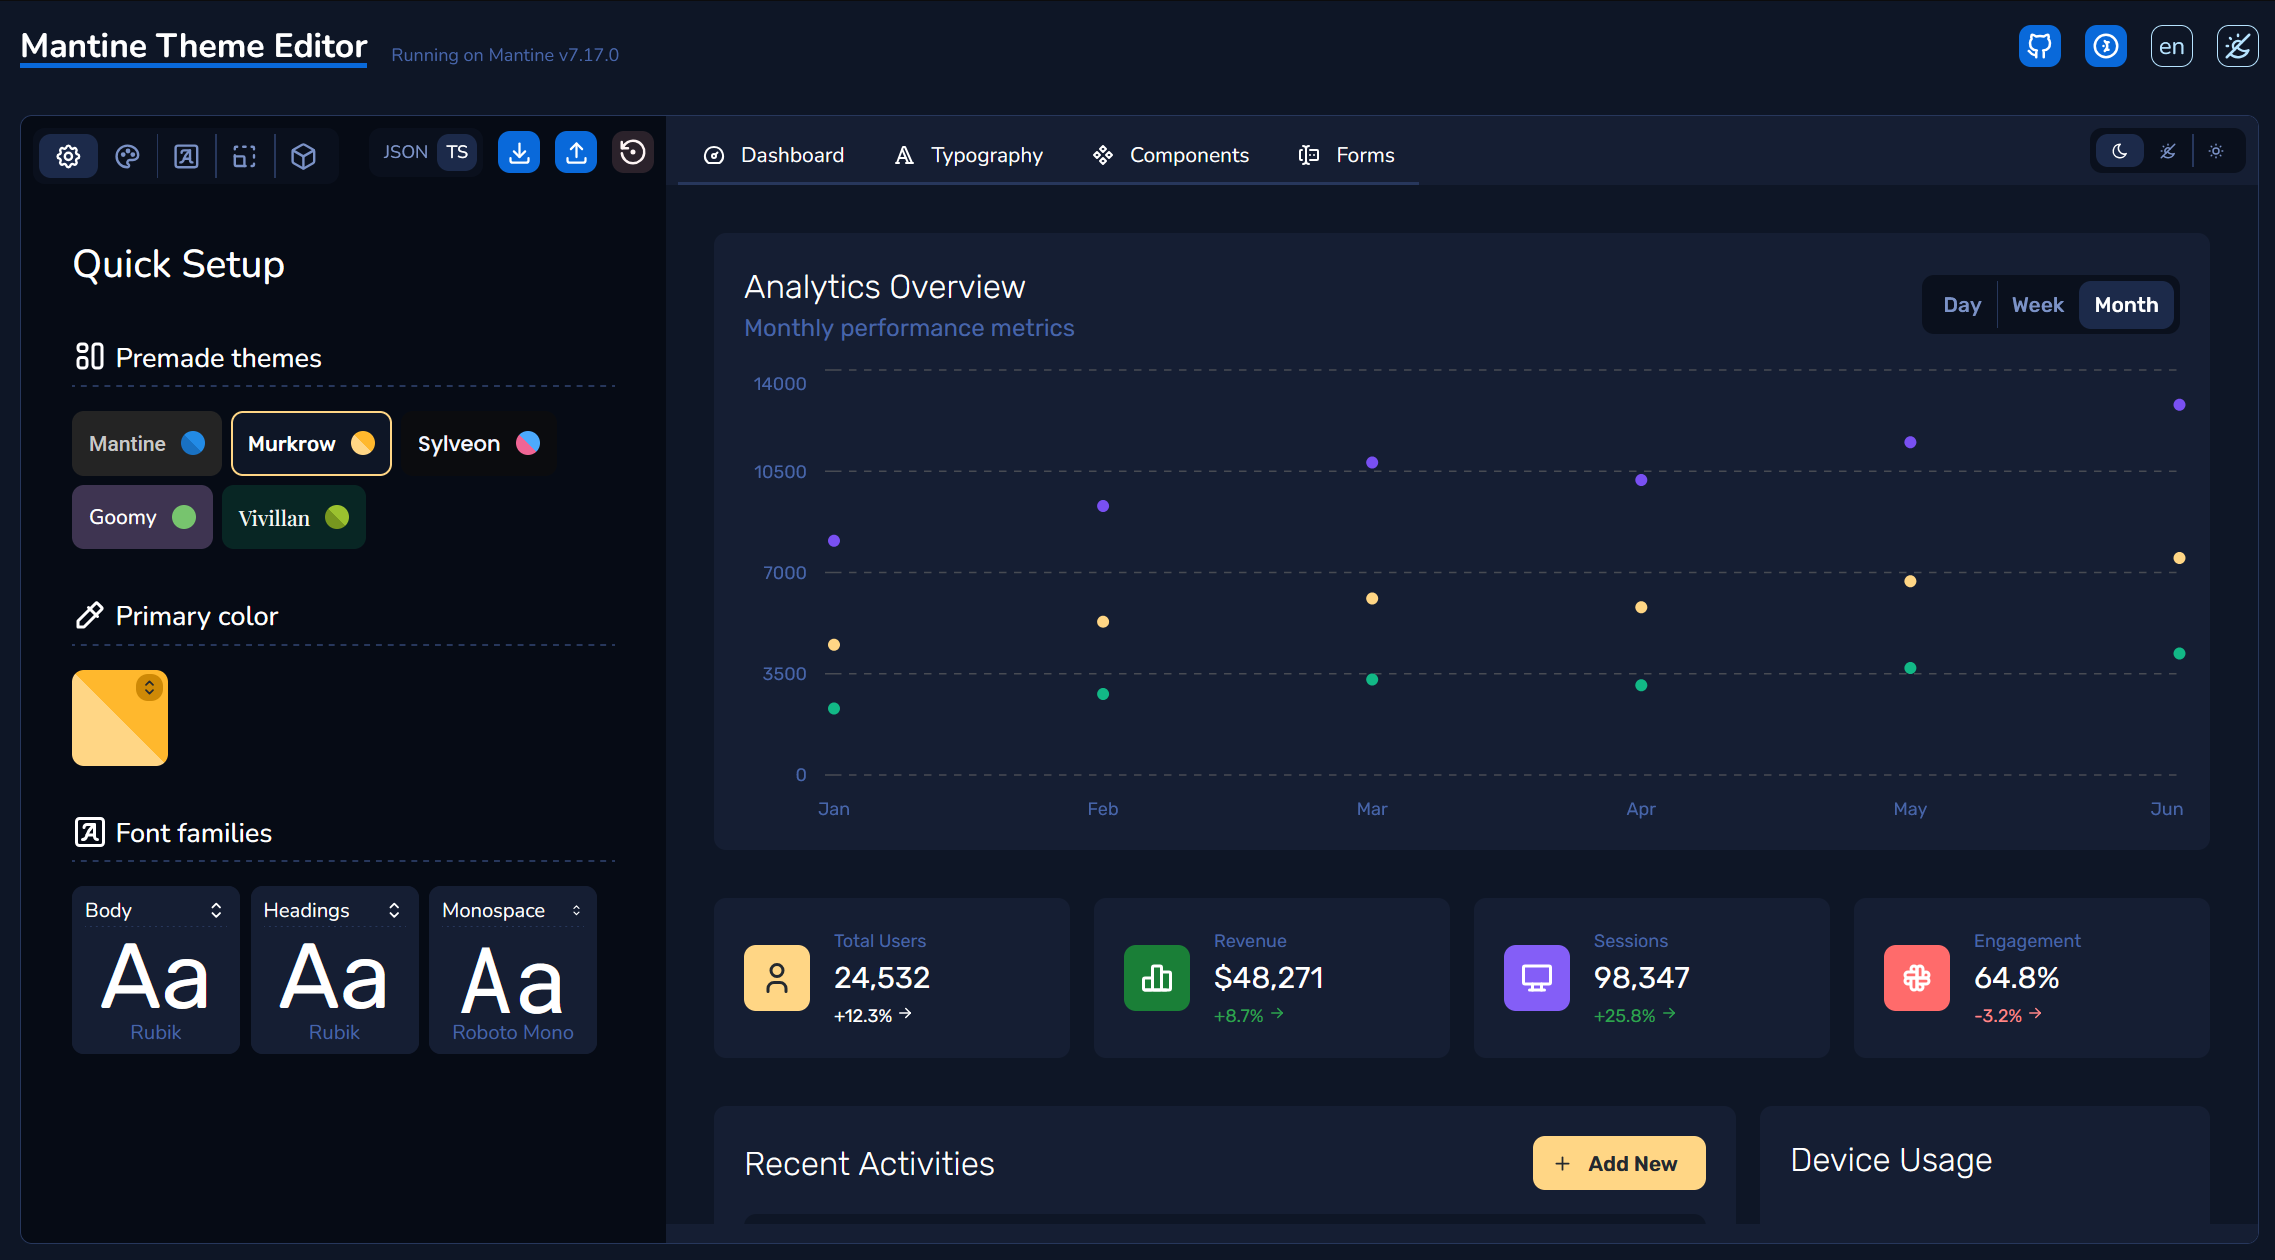 Mantine Theme Editor
Running on Mantine v7.17.0
en
JSON TS
Dashboard Typography Components Forms
Quick Setup
Premade themes
Mantine
Murkrow
Sylveon
Goomy
Vivillan
Primary color
Font families
Body
Aa
Rubik
Headings
Aa
Rubik
Monospace
Aa
Roboto Mono
Analytics Overview
Monthly performance metrics
Day Week Month
14000
10500
7000
3500
0
Jan Feb Mar Apr May Jun
Total Users
24,532
+12.3%
Revenue
$48,271
+8.7%
Sessions
98,347
+25.8%
Engagement
64.8%
-3.2%
Recent Activities
+ Add New
Device Usage